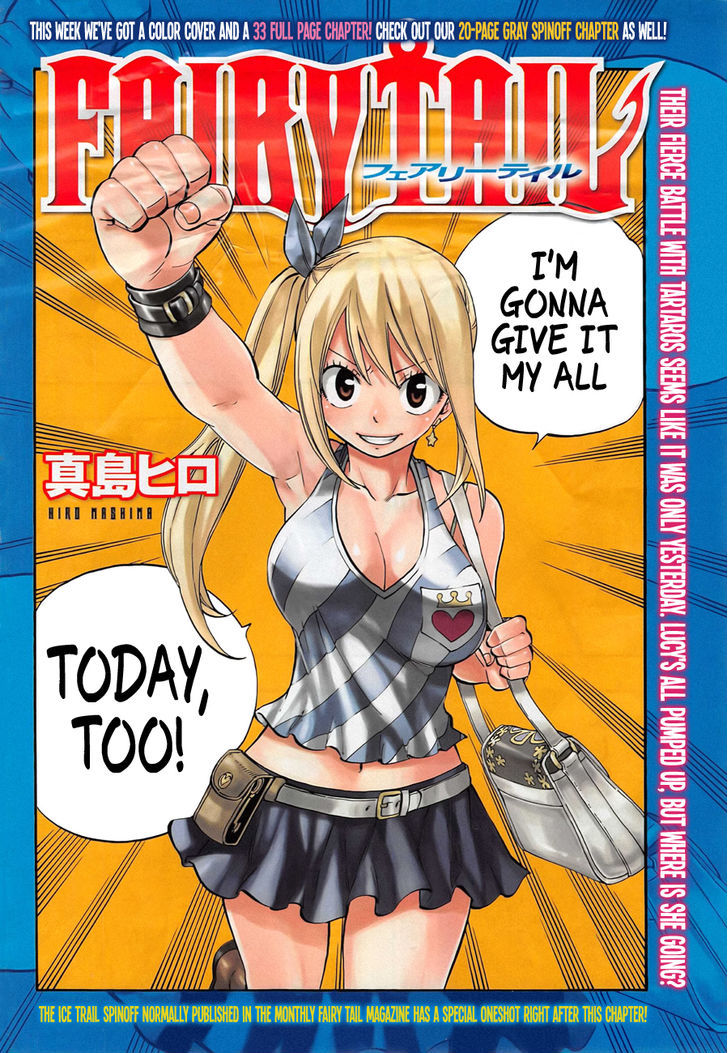 THIS WEEK WE'VE GOT A COLOR COVER AND A 33 FULL PAGE CHAPTER! CHECK OUT OUR 20-PAGE GRAY SPINOFF CHAPTER AS WELL!
FAIRY TAIL
フェアリーテイル
I'M
GONNA
GIVE IT
MY ALL
真島ヒロ
HIRO MASHIMA
TODAY,
TOO!
THEIR FIERCE BATTLE WITH TARTAROS SEEMS LIKE IT WAS ONLY YESTERDAY. LUCY'S ALL PUMPED UP, BUT WHERE IS SHE GOING?
THE ICE TRAIL SPINOFF NORMALLY PUBLISHED IN THE MONTHLY FAIRY TAIL MAGAZINE HAS A SPECIAL ONESHOT RIGHT AFTER THIS CHAPTER!